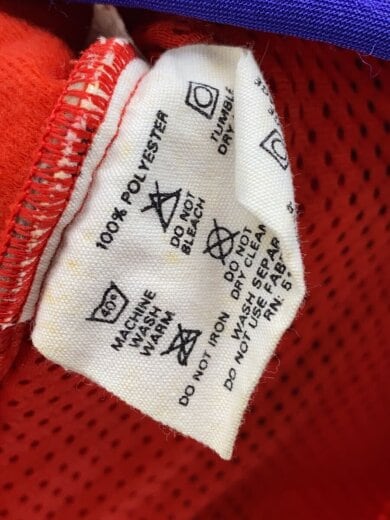 100% POLYESTER
TUMBLE
DRY
DO NOT
BLEACH
DO NOT
DRY CLEAN
40°
MACHINE
WASH
WARM
DO NOT IRON
WASH SEPAR
DO NOT USE FAB
RN: 5